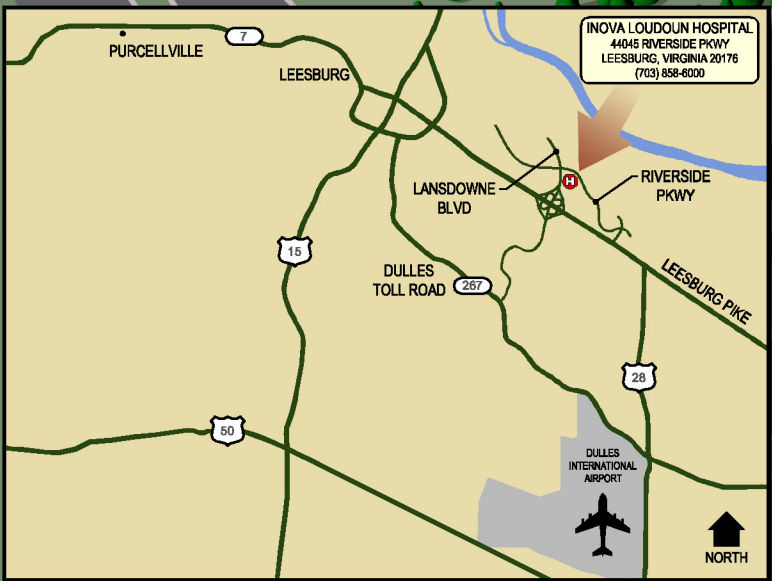 INOVA LOUDOUN HOSPITAL
44045 RIVERSIDE PKWY
LEESBURG, VIRGINIA 20176
(703) 858-6000
7
PURCELLVILLE
LEESBURG
H
LANSDOWNE
BLVD
RIVERSIDE
PKWY
15
DULLES
TOLL ROAD
267
LEESBURG PIKE
28
50
DULLES
INTERNATIONAL
AIRPORT
NORTH